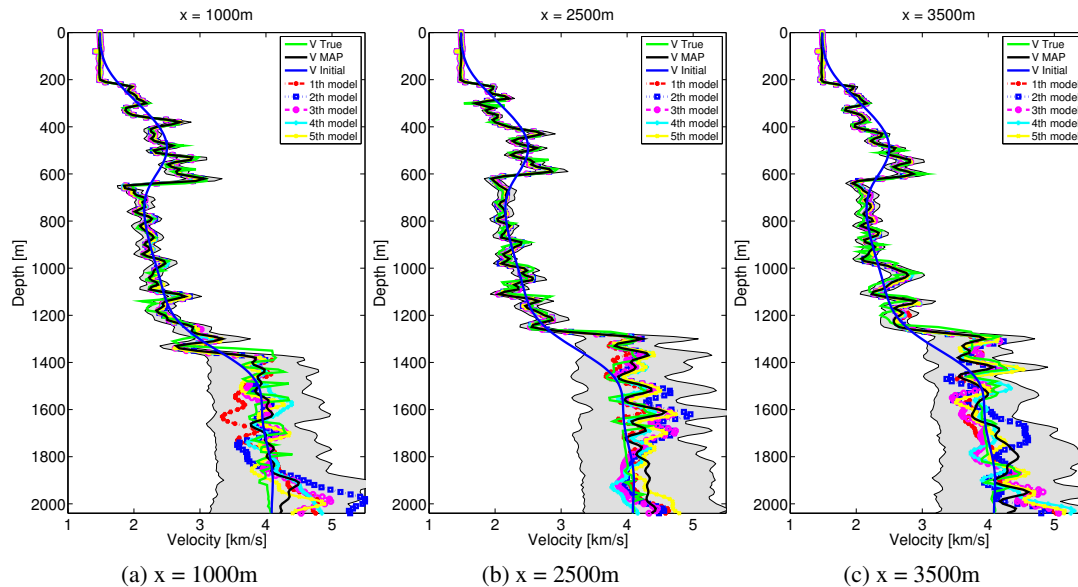 x = 1000m
x = 2500m
x = 3500m
0
200
400
600
800
1000
1200
1400
1600
1800
2000
Depth [m]
V True
V MAP
V Initial
1th model
2th model
3th model
4th model
5th model
1
2
3
4
5
Velocity [km/s]
0
200
400
600
800
1000
1200
1400
1600
1800
2000
Depth [m]
V True
V MAP
V Initial
1th model
2th model
3th model
4th model
5th model
1
2
3
4
5
Velocity [km/s]
0
200
400
600
800
1000
1200
1400
1600
1800
2000
Depth [m]
V True
V MAP
V Initial
1th model
2th model
3th model
4th model
5th model
1
2
3
4
5
Velocity [km/s]
(a) x = 1000m
(b) x = 2500m
(c) x = 3500m